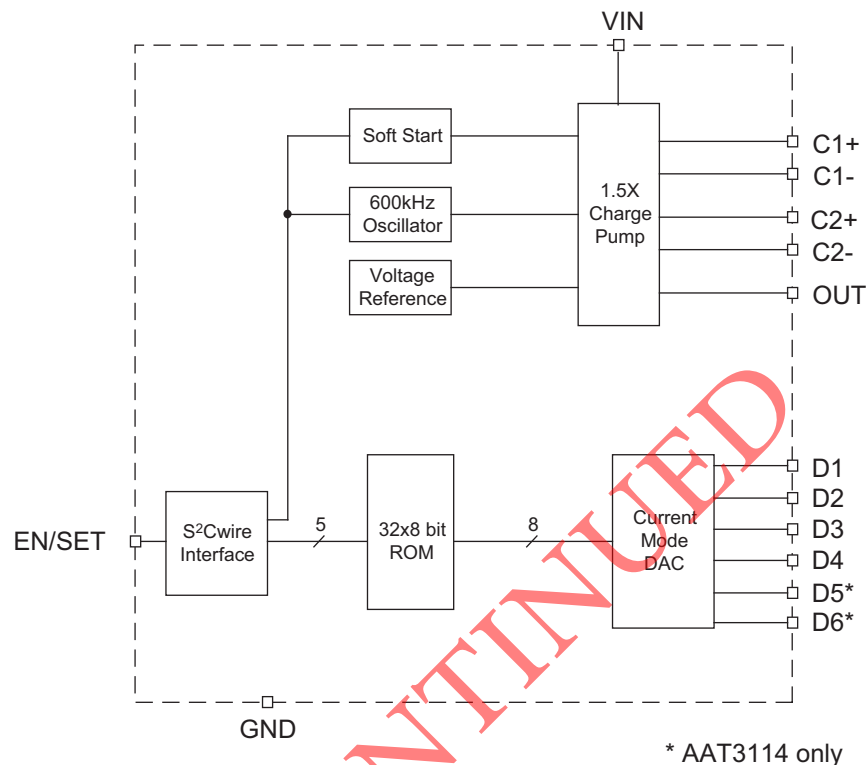 VIN
Soft Start
600kHz
Oscillator
Voltage
Reference
1.5X
Charge
Pump
C1+
C1-
C2+
C2-
OUT
EN/SET
S²Cwire
Interface
5
32x8 bit
ROM
8
Current
Mode
DAC
D1
D2
D3
D4
D5*
D6*
GND
* AAT3114 only
NTINUED